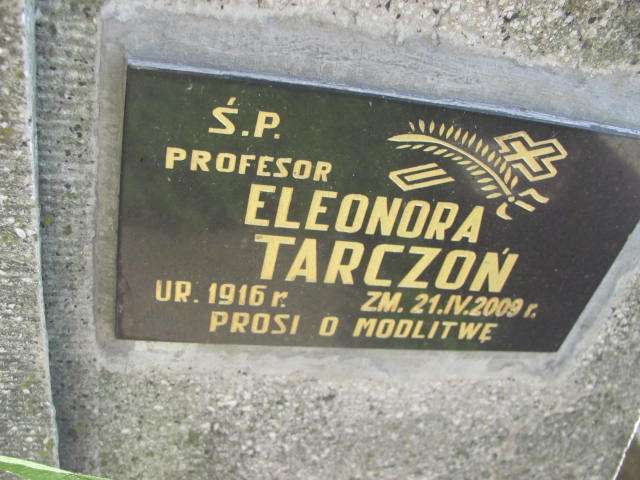 Ś.P.
PROFESOR
ELEONORA
TARCZOŃ
UR. 1916 r. ZM. 21.IV.2009 r.
PROSI O MODLITWĘ